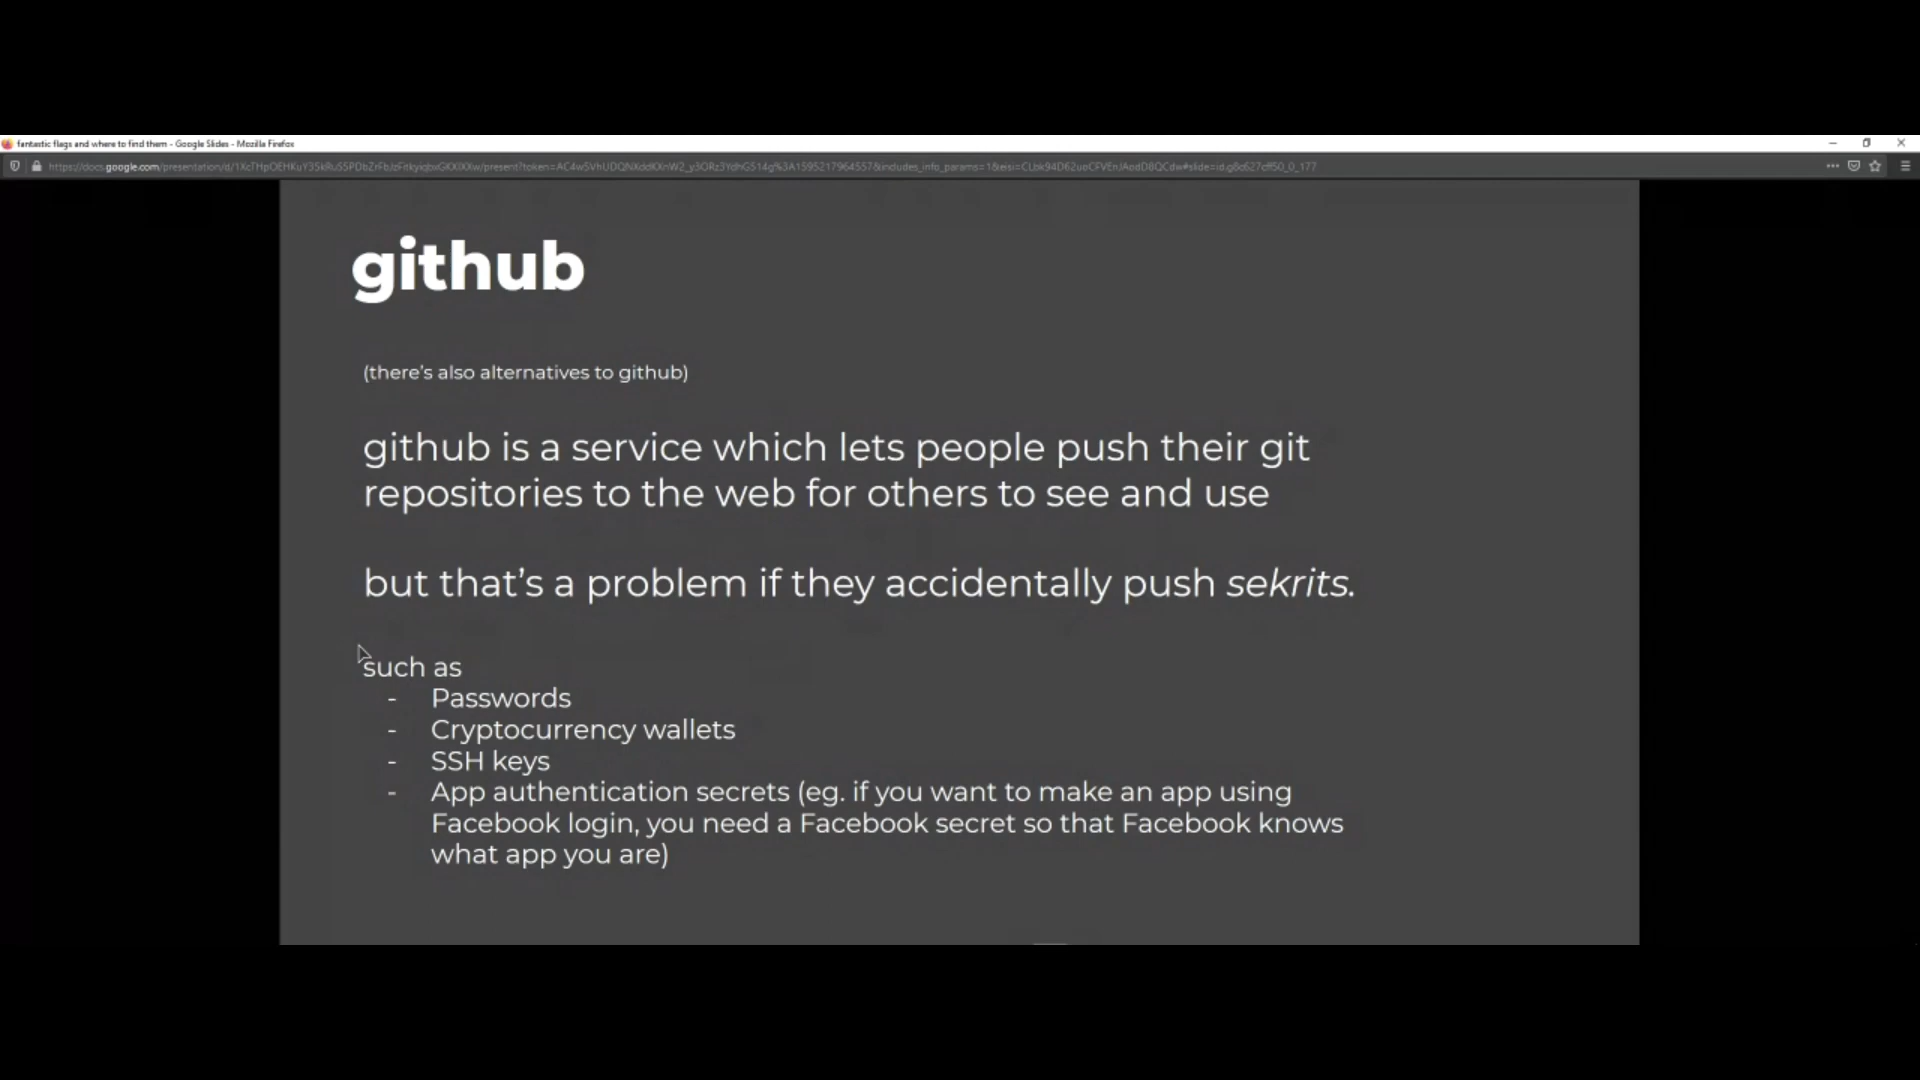 fantastic flags and where to find them - Google Slides - Mozilla Firefox
github
(there's also alternatives to github)
github is a service which lets people push their git
repositories to the web for others to see and use
but that's a problem if they accidentally push sekrits.
such as
- Passwords
- Cryptocurrency wallets
- SSH keys
- App authentication secrets (eg. if you want to make an app using
Facebook login, you need a Facebook secret so that Facebook knows
what app you are)